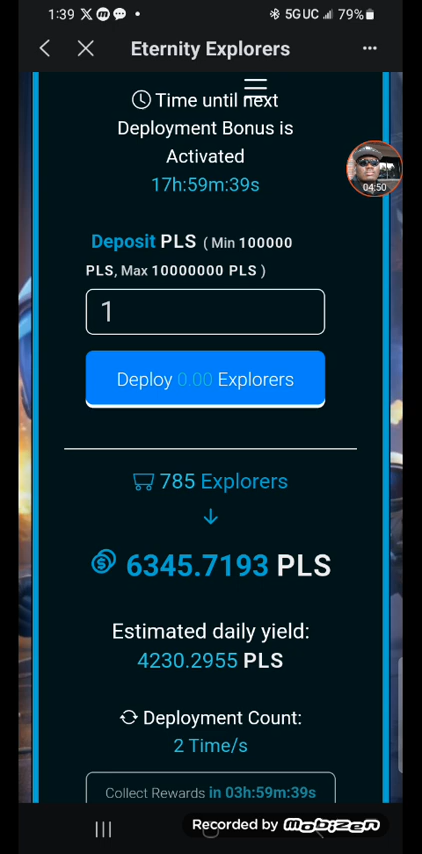 1:39
5GUC 79%
Eternity Explorers
Time until next
Deployment Bonus is
Activated
17h:59m:39s
04:50
Deposit PLS ( Min 100000
PLS, Max 10000000 PLS )
1
Deploy 0.00 Explorers
785 Explorers
6345.7193 PLS
Estimated daily yield:
4230.2955 PLS
Deployment Count:
2 Time/s
Collect Rewards in 03h:59m:39s
Recorded by MOBIZEN